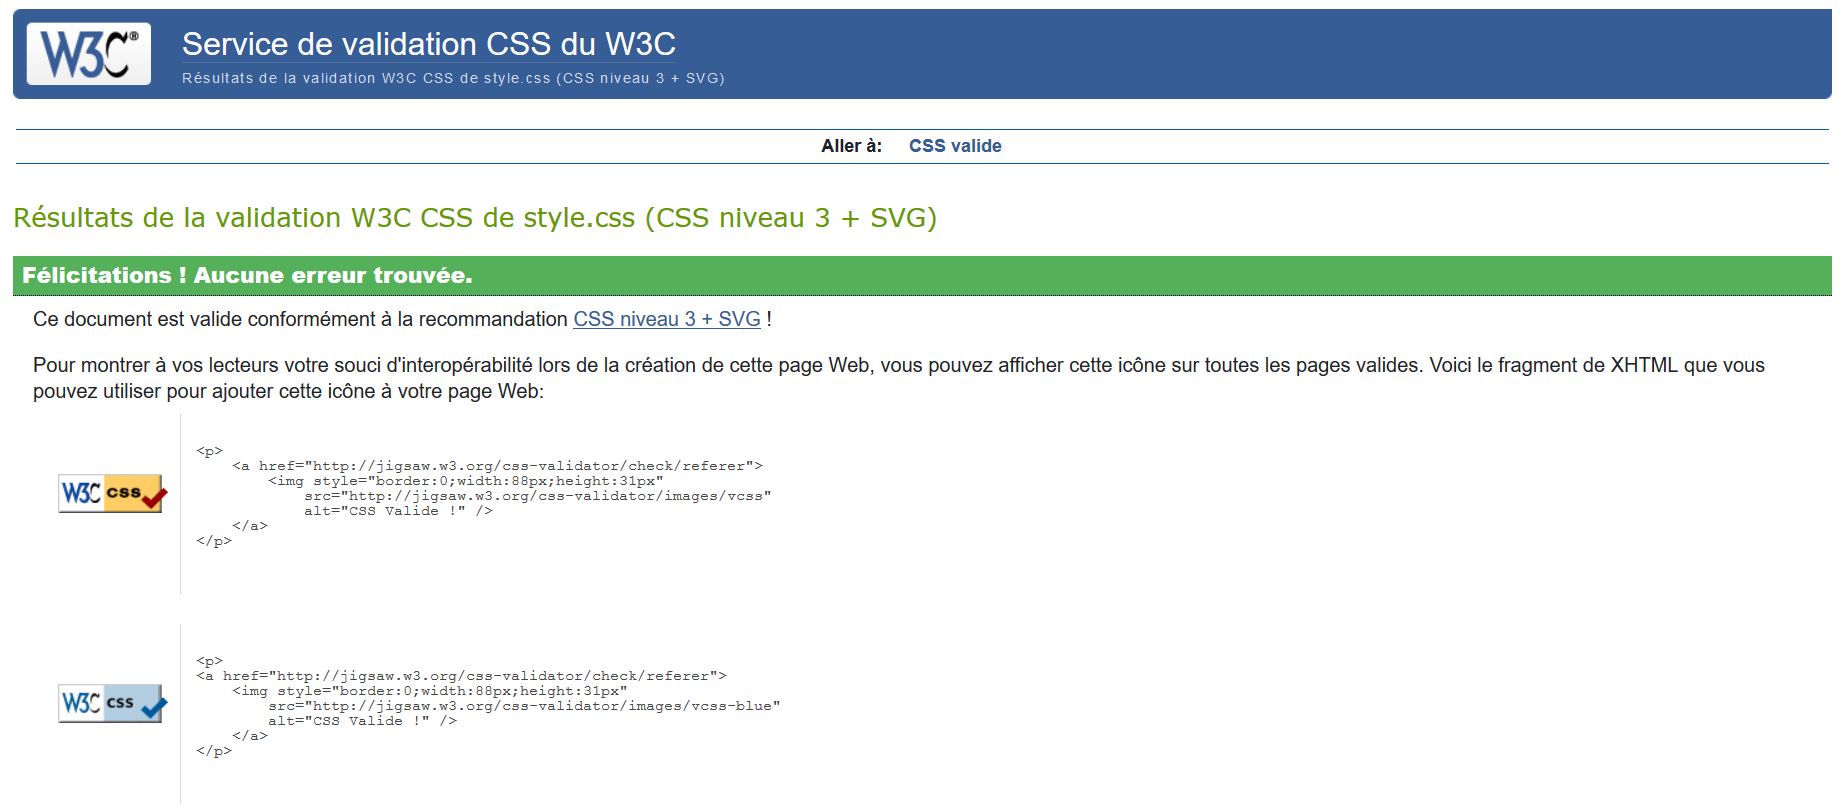 W3C®
Service de validation CSS du W3C
Résultats de la validation W3C CSS de style.css (CSS niveau 3 + SVG)
Aller à: CSS valide
Résultats de la validation W3C CSS de style.css (CSS niveau 3 + SVG)
Félicitations ! Aucune erreur trouvée.
Ce document est valide conformément à la recommandation CSS niveau 3 + SVG !
Pour montrer à vos lecteurs votre souci d'interopérabilité lors de la création de cette page Web, vous pouvez afficher cette icône sur toutes les pages valides. Voici le fragment de XHTML que vous
pouvez utiliser pour ajouter cette icône à votre page Web:
W3C css
<p>
    <a href="http://jigsaw.w3.org/css-validator/check/referer">
        <img style="border:0;width:88px;height:31px"
            src="http://jigsaw.w3.org/css-validator/images/vcss"
            alt="CSS Valide !" />
    </a>
</p>
W3C css
<p>
<a href="http://jigsaw.w3.org/css-validator/check/referer">
    <img style="border:0;width:88px;height:31px"
        src="http://jigsaw.w3.org/css-validator/images/vcss-blue"
        alt="CSS Valide !" />
    </a>
</p>